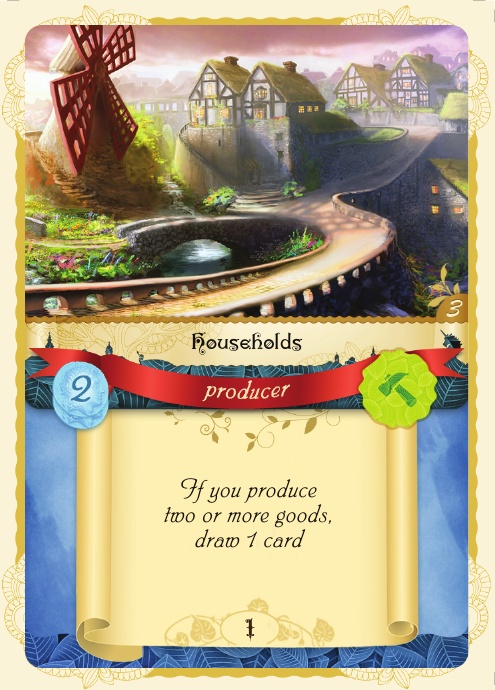 3
Households
producer
2
If you produce
two or more goods,
draw 1 card
1